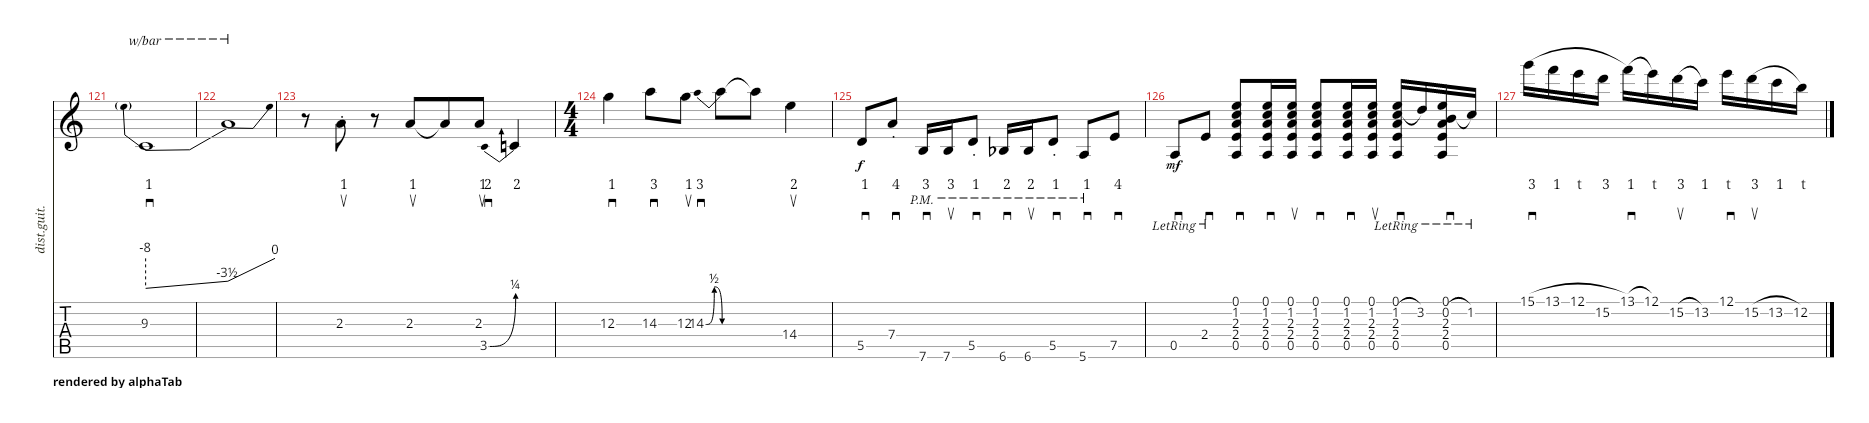 w/bar
121 122 123 124 125 126 127
4
4
f mf
1 1 1 1 2 2 1 3 1 3 2 1 4 3 3 1 2 2 1 1 4 3 1 t 3 1 t 3 1 t 3 1 t
P.M.
LetRing LetRing
dist.guit.
-8 -3½ 0 ¼ ½
T
A
B
15 13 12 13 12 12
0 0 0 0 0 0 0 0
1 1 1 1 1 1 1 3 0 1 15 15 13 15 13 12
9 2 2 2 12 14 12 14 2 2 2 2 2 2 2 2
14 7 2 2 2 2 2 2 2 2 2
3 5 5 5 7 0 0 0 0 0 0 0 0 0
7 7 6 6 5
rendered by alphaTab